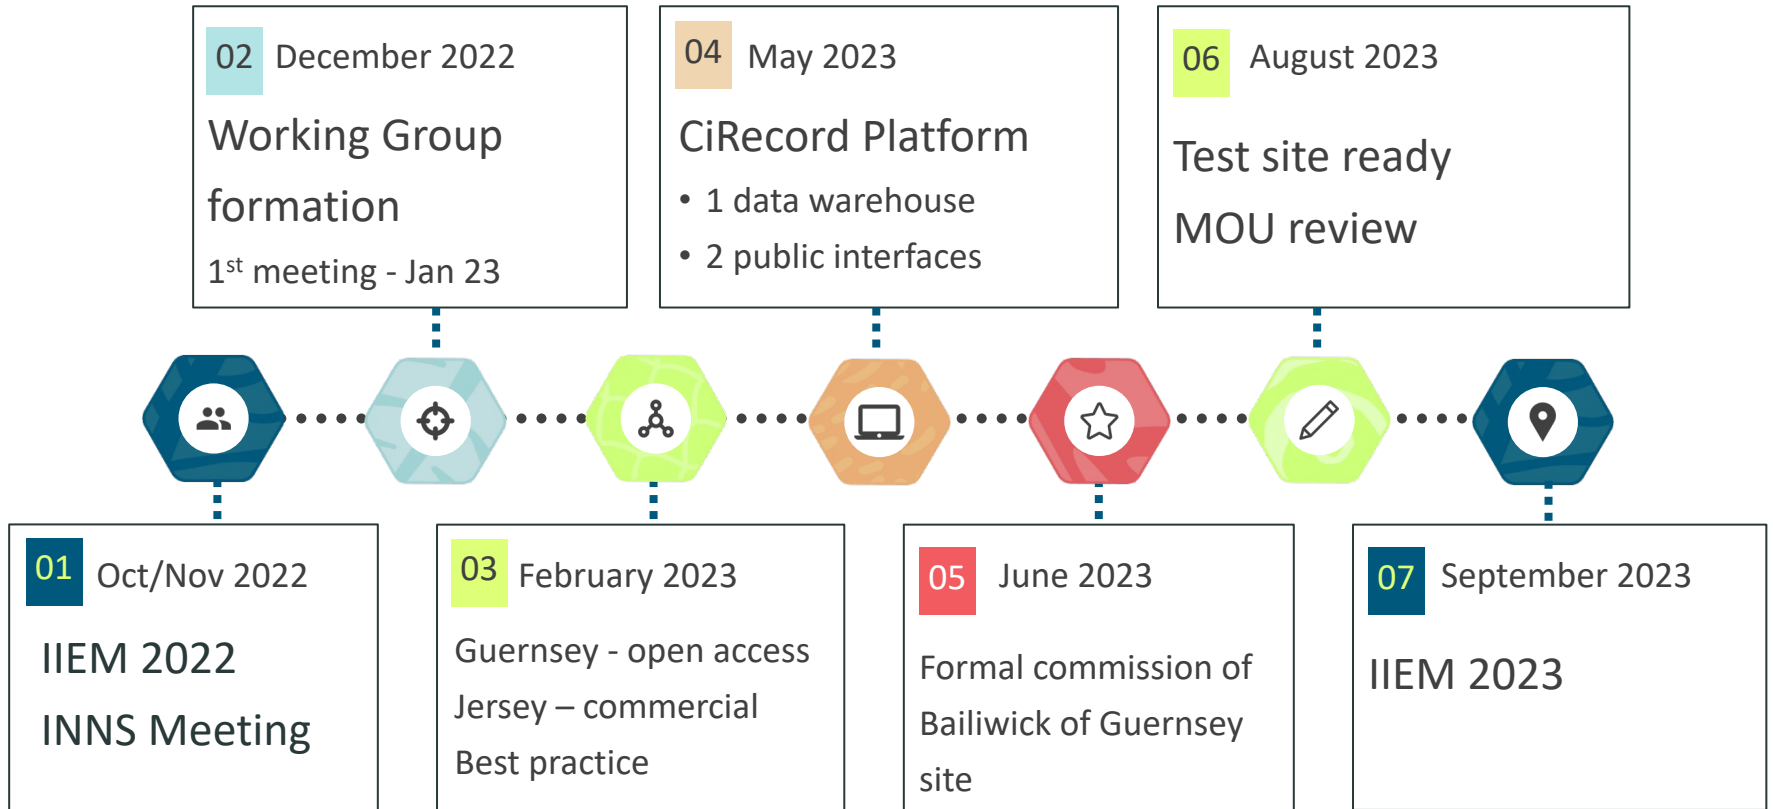 02 December 2022
Working Group
formation
1st meeting - Jan 23
04 May 2023
CiRecord Platform
• 1 data warehouse
• 2 public interfaces
06 August 2023
Test site ready
MOU review
01 Oct/Nov 2022
IIEM 2022
INNS Meeting
03 February 2023
Guernsey - open access
Jersey – commercial
Best practice
05 June 2023
Formal commission of
Bailiwick of Guernsey
site
07 September 2023
IIEM 2023